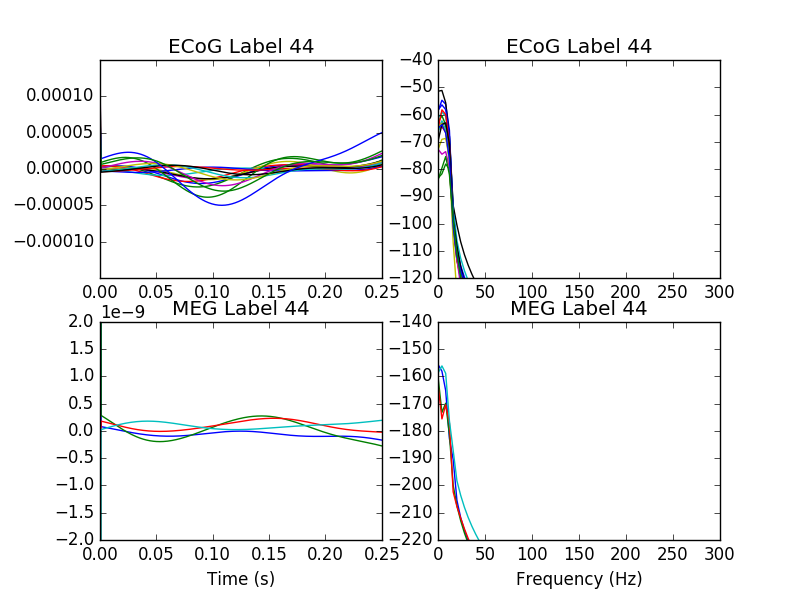 ECoG Label 44
ECoG Label 44
0.00010
0.00005
0.00000
−0.00005
−0.00010
0.00 0.05 0.10 0.15 0.20 0.25
−40
−50
−60
−70
−80
−90
−100
−110
−120
0 50 100 150 200 250 300
1e−9
MEG Label 44
MEG Label 44
2.0
1.5
1.0
0.5
0.0
−0.5
−1.0
−1.5
−2.0
0.00 0.05 0.10 0.15 0.20 0.25
Time (s)
−140
−150
−160
−170
−180
−190
−200
−210
−220
0 50 100 150 200 250 300
Frequency (Hz)